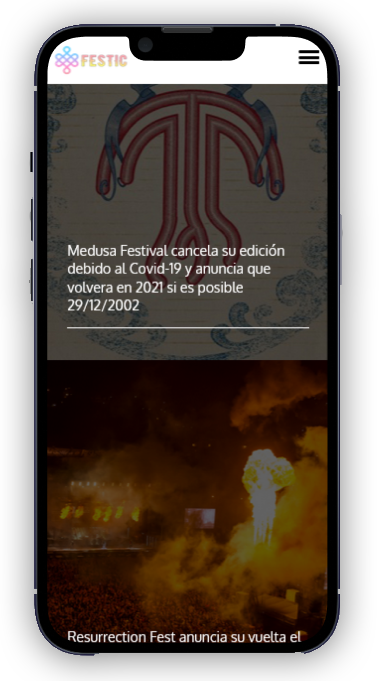 FESTIC
Medusa Festival cancela su edición
debido al Covid-19 y anuncia que
volvera en 2021 si es posible
29/12/2002
Resurrection Fest anuncia su vuelta el